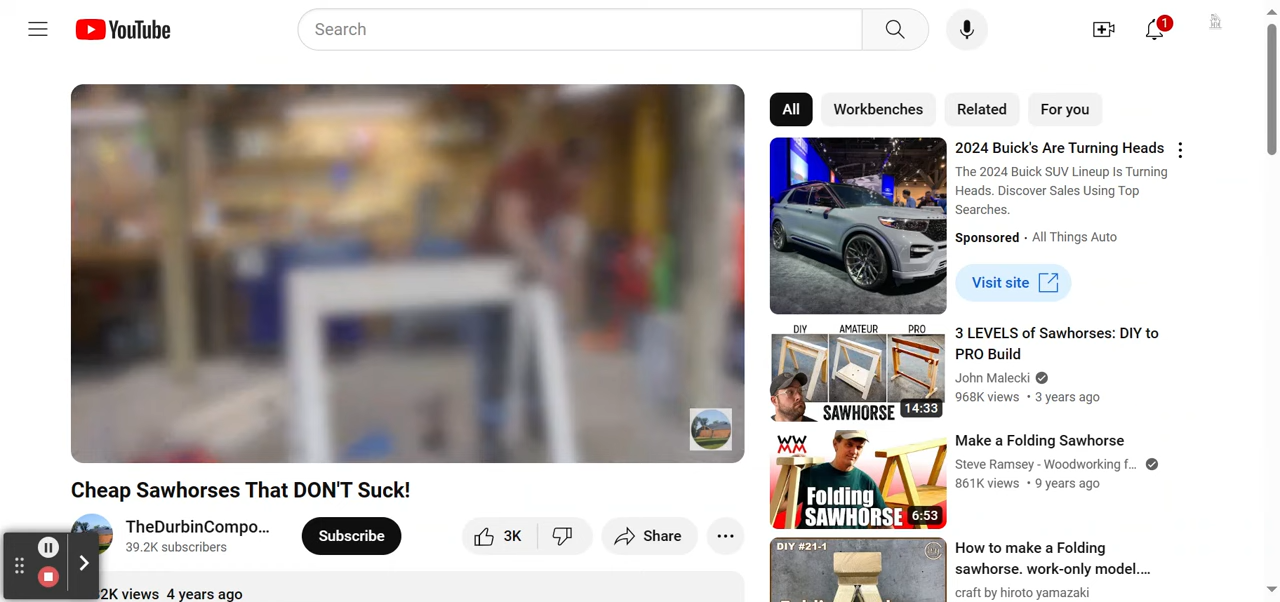 YouTube
Search
1
All
Workbenches
Related
For you
2024 Buick's Are Turning Heads
The 2024 Buick SUV Lineup Is Turning
Heads. Discover Sales Using Top
Searches.
Sponsored · All Things Auto
Visit site
DIY AMATEUR PRO
SAWHORSE
14:33
3 LEVELS of Sawhorses: DIY to
PRO Build
John Malecki
968K views • 3 years ago
WWMM
Folding
SAWHORSE
6:53
Make a Folding Sawhorse
Steve Ramsey - Woodworking f...
861K views • 9 years ago
DIY #21-1
How to make a Folding
sawhorse. work-only model....
craft by hiroto yamazaki
Cheap Sawhorses That DON'T Suck!
TheDurbinCompo...
39.2K subscribers
Subscribe
3K
Share
2K views 4 years ago